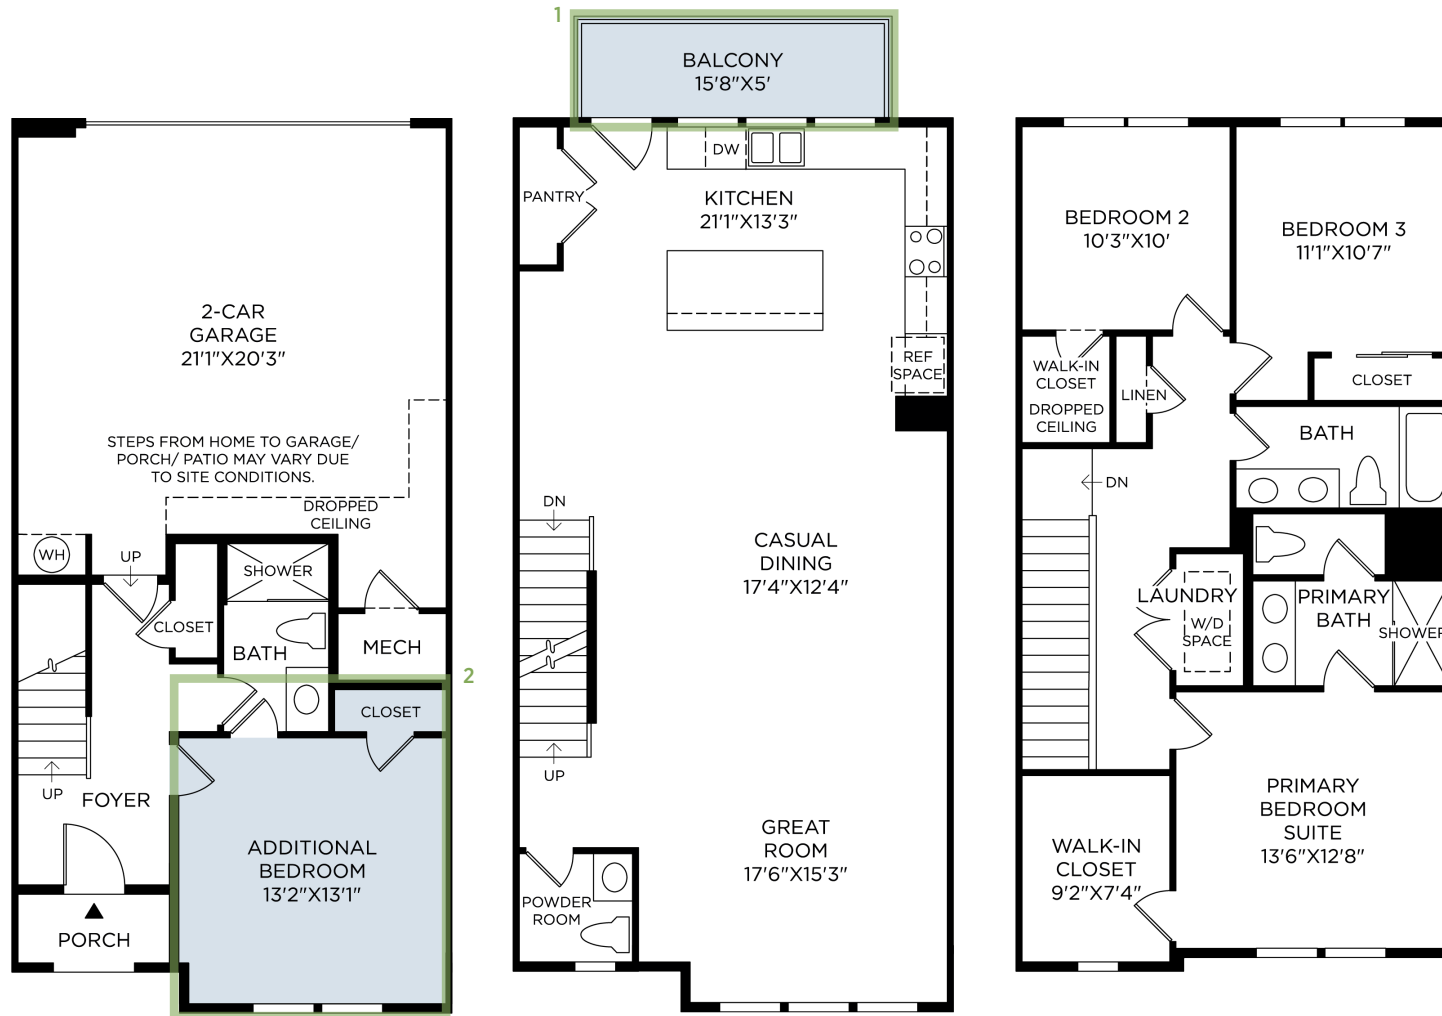 1
BALCONY
15'8"X5'
2-CAR
GARAGE
21'1"X20'3"
STEPS FROM HOME TO GARAGE/
PORCH/ PATIO MAY VARY DUE
TO SITE CONDITIONS.
DROPPED
CEILING
WH
UP
SHOWER
CLOSET
BATH
MECH
2
CLOSET
UP
FOYER
ADDITIONAL
BEDROOM
13'2"X13'1"
PORCH
DW
PANTRY
KITCHEN
21'1"X13'3"
REF
SPACE
DN
CASUAL
DINING
17'4"X12'4"
UP
GREAT
ROOM
17'6"X15'3"
POWDER
ROOM
BEDROOM 2
10'3"X10'
BEDROOM 3
11'1"X10'7"
WALK-IN
CLOSET
DROPPED
CEILING
LINEN
CLOSET
BATH
DN
LAUNDRY
W/D
SPACE
PRIMARY
BATH
SHOWER
PRIMARY
BEDROOM
SUITE
13'6"X12'8"
WALK-IN
CLOSET
9'2"X7'4"